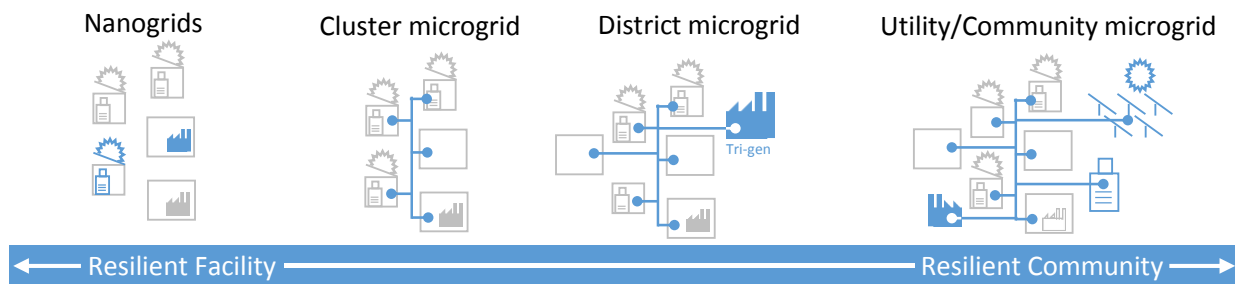 Nanogrids
Cluster microgrid
District microgrid
Utility/Community microgrid
Tri-gen
Resilient Facility
Resilient Community